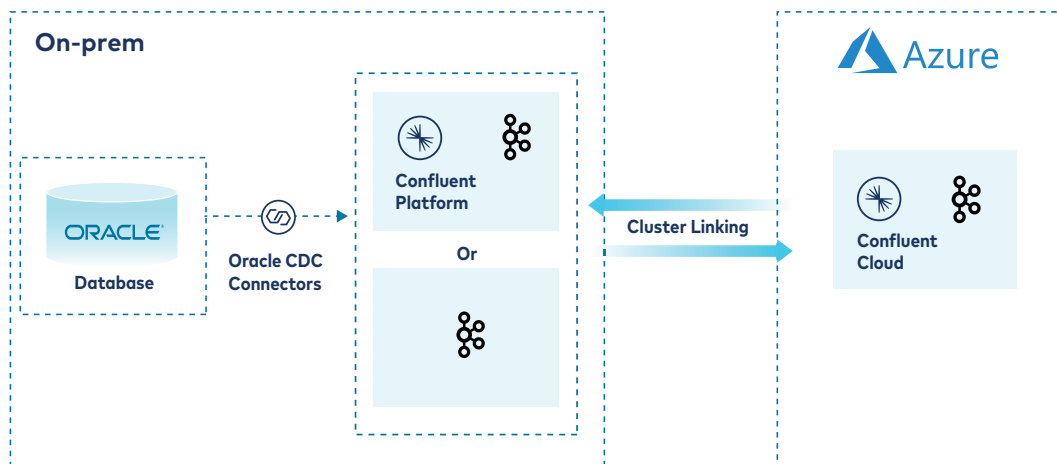 On-prem
Azure
ORACLE
Database
Oracle CDC
Connectors
Confluent
Platform
Or
Cluster Linking
Confluent
Cloud